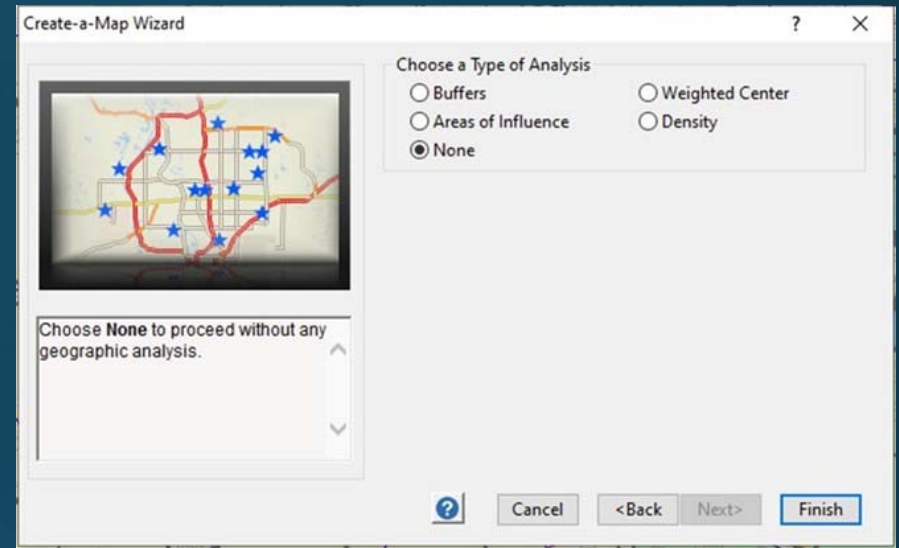 Create-a-Map Wizard
?
Choose a Type of Analysis
Buffers
Weighted Center
Areas of Influence
Density
None
Choose None to proceed without any
geographic analysis.
?
Cancel
<Back
Next>
Finish